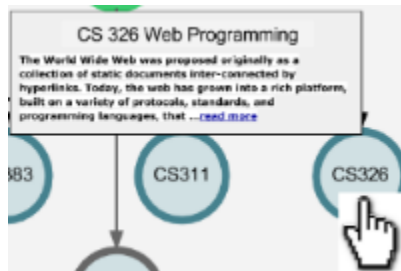 CS 326 Web Programming
The World Wide Web was proposed originally as a
collection of static documents inter-connected by
hyperlinks. Today, the web has grown into a rich platform,
built on a variety of protocols, standards, and
programming languages, that ...read more
383 CS311 CS326